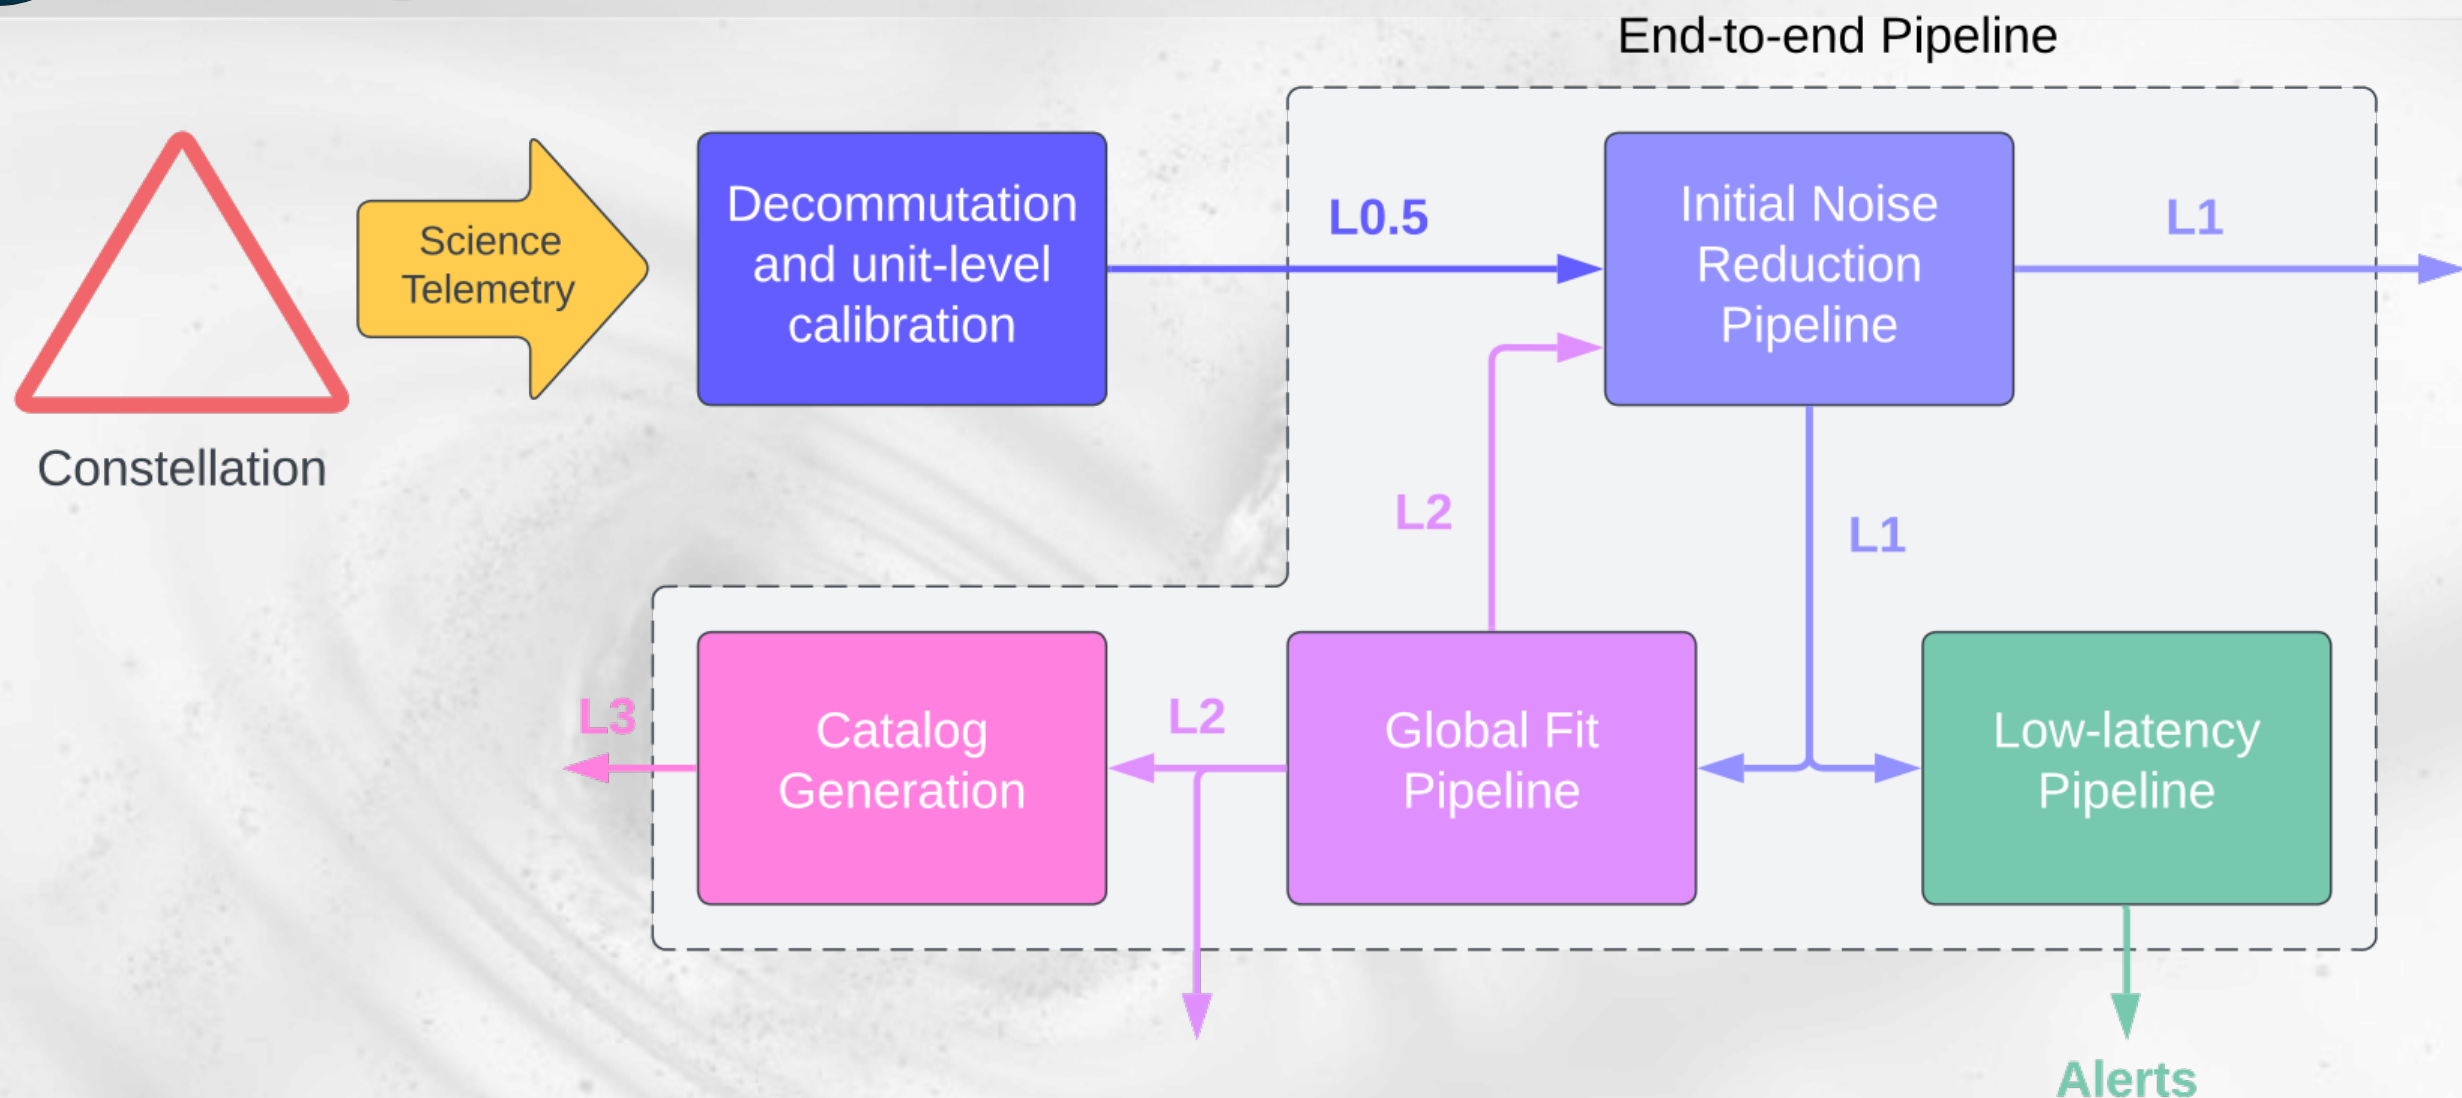 End-to-end Pipeline
Science
Telemetry
Constellation
Decommutation
and unit-level
calibration
L0.5
Initial Noise
Reduction
Pipeline
L1
L2
L1
L3
Catalog
Generation
L2
Global Fit
Pipeline
Low-latency
Pipeline
Alerts